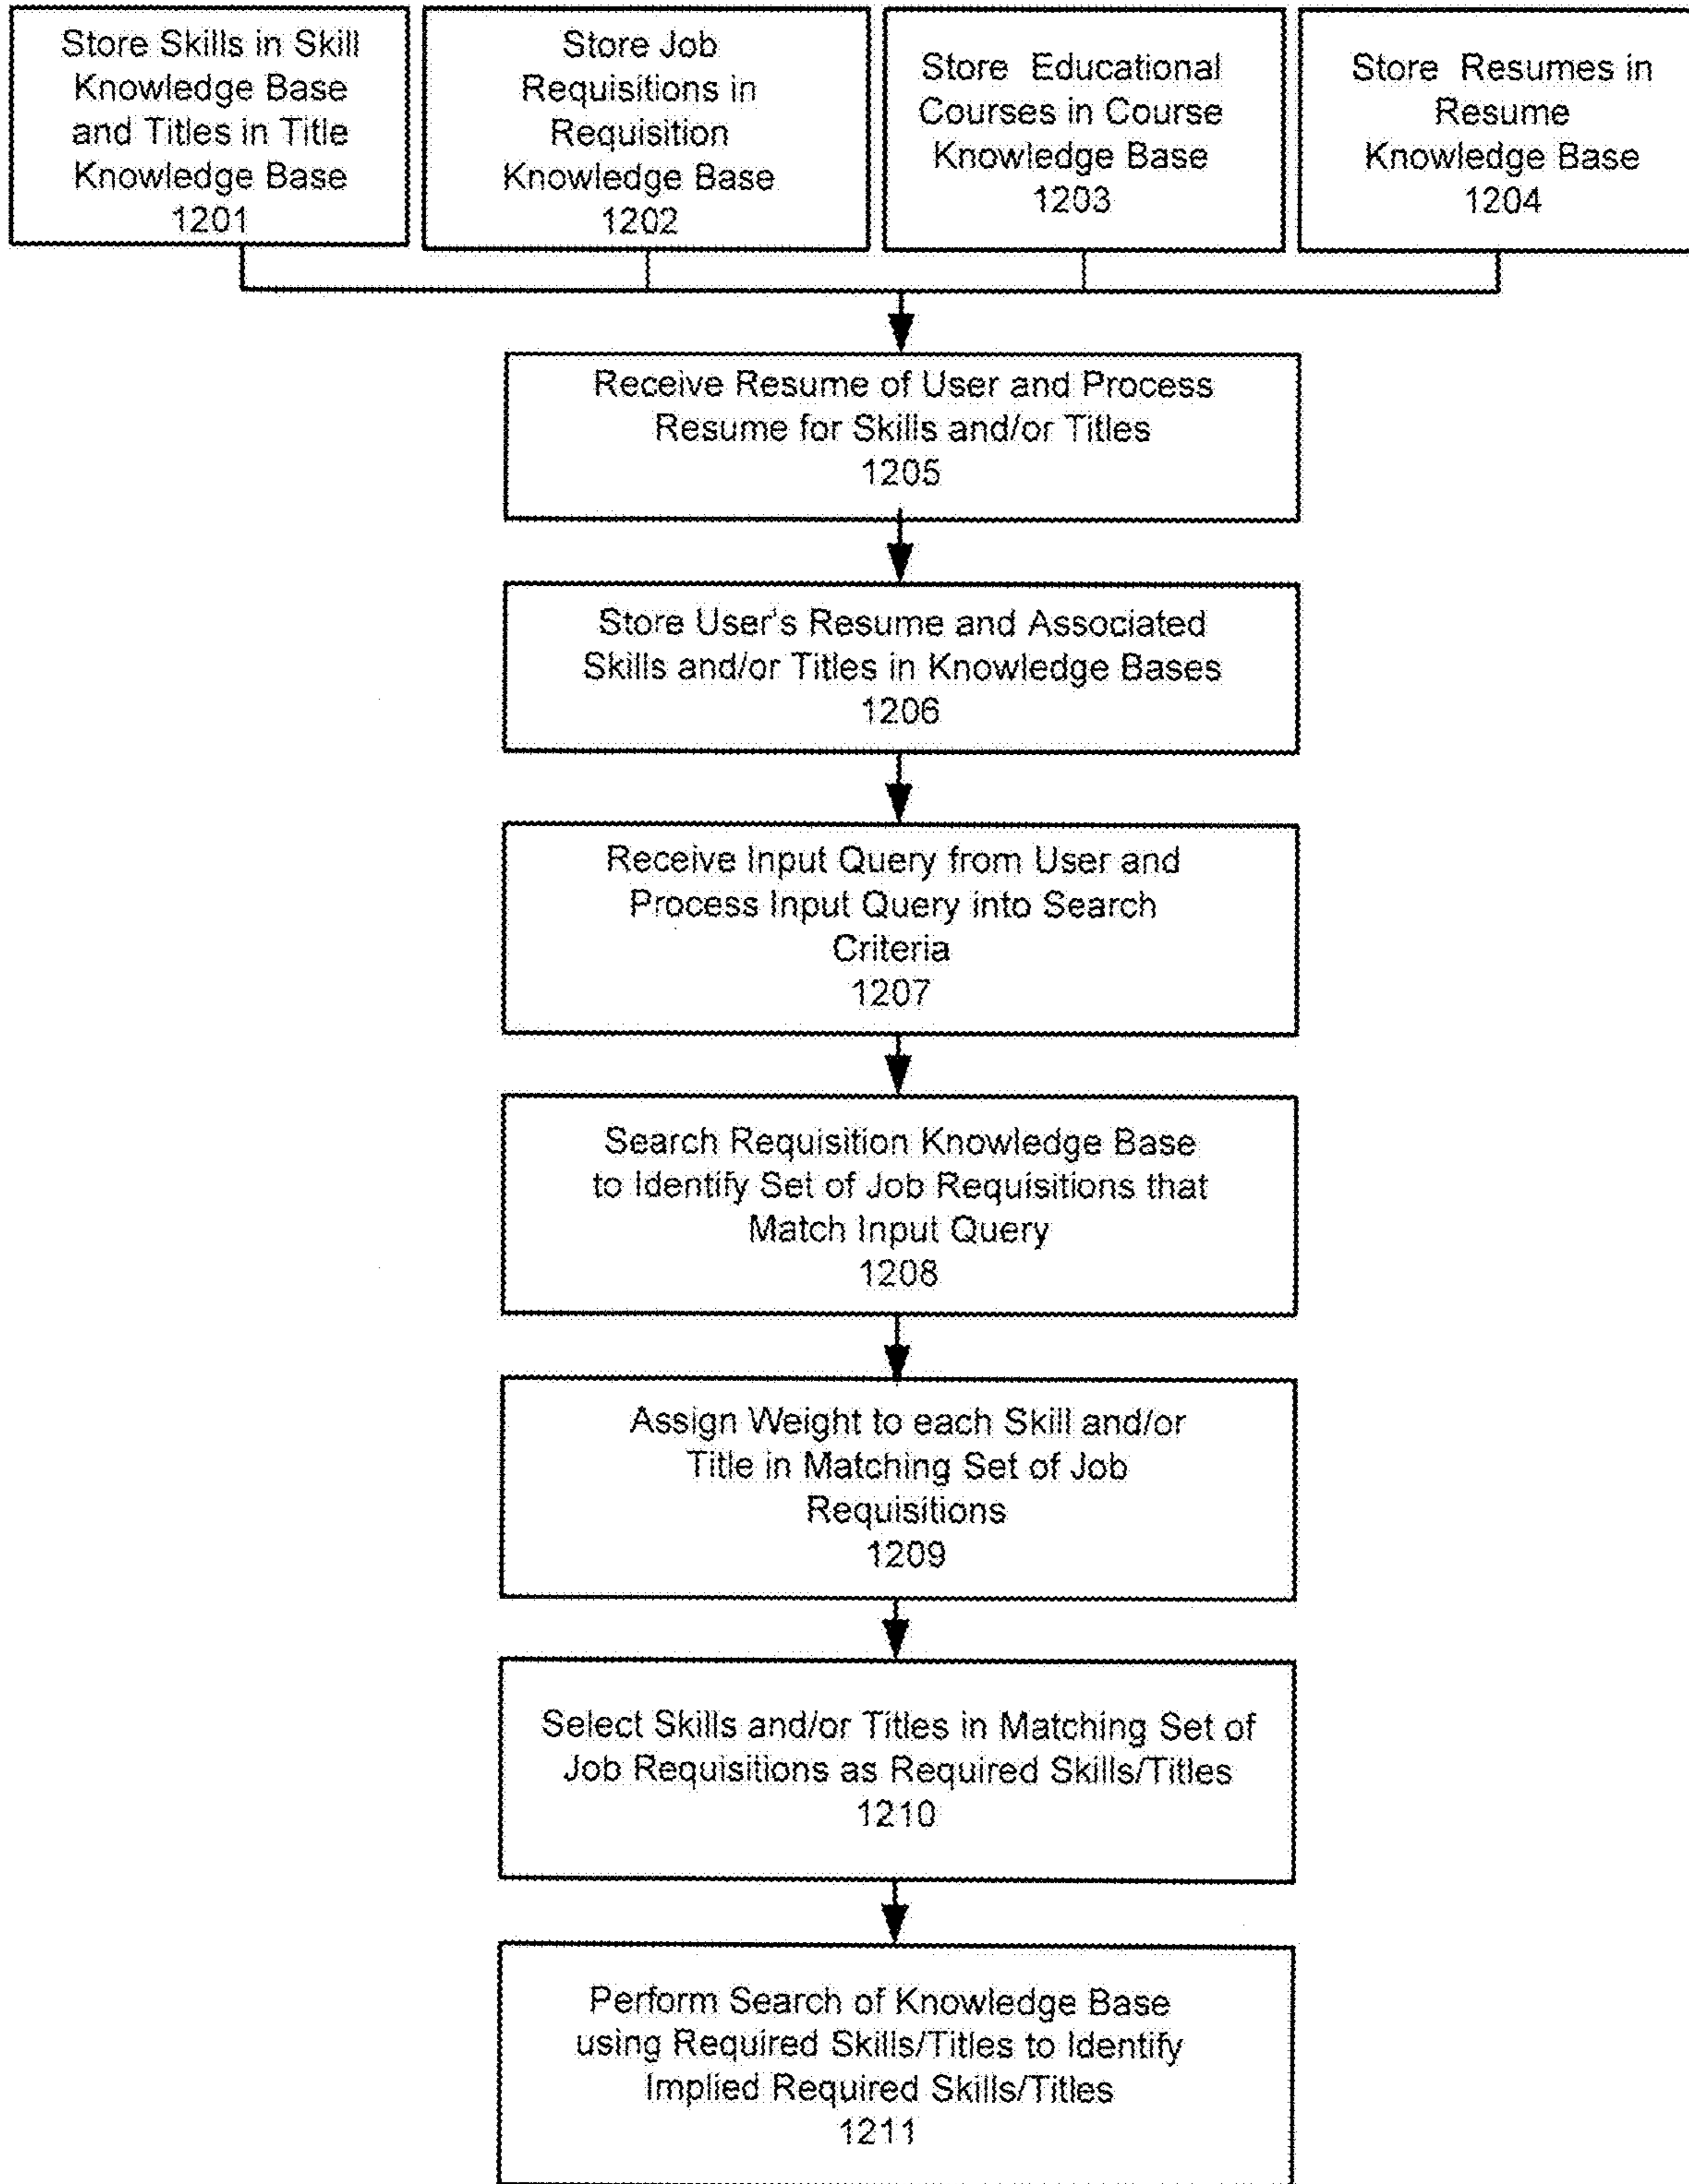 Store Skills in Skill
Knowledge Base
and Titles in Title
Knowledge Base
1201
Store Job
Requisitions in
Requisition
Knowledge Base
1202
Store Educational
Courses in Course
Knowledge Base
1203
Store Resumes in
Resume
Knowledge Base
1204
Receive Resume of User and Process
Resume for Skills and/or Titles
1205
Store User's Resume and Associated
Skills and/or Titles in Knowledge Bases
1206
Receive Input Query from User and
Process Input Query into Search
Criteria
1207
Search Requisition Knowledge Base
to Identify Set of Job Requisitions that
Match Input Query
1208
Assign Weight to each Skill and/or
Title in Matching Set of Job
Requisitions
1209
Select Skills and/or Titles in Matching Set of
Job Requisitions as Required Skills/Titles
1210
Perform Search of Knowledge Base
using Required Skills/Titles to Identify
Implied Required Skills/Titles
1211